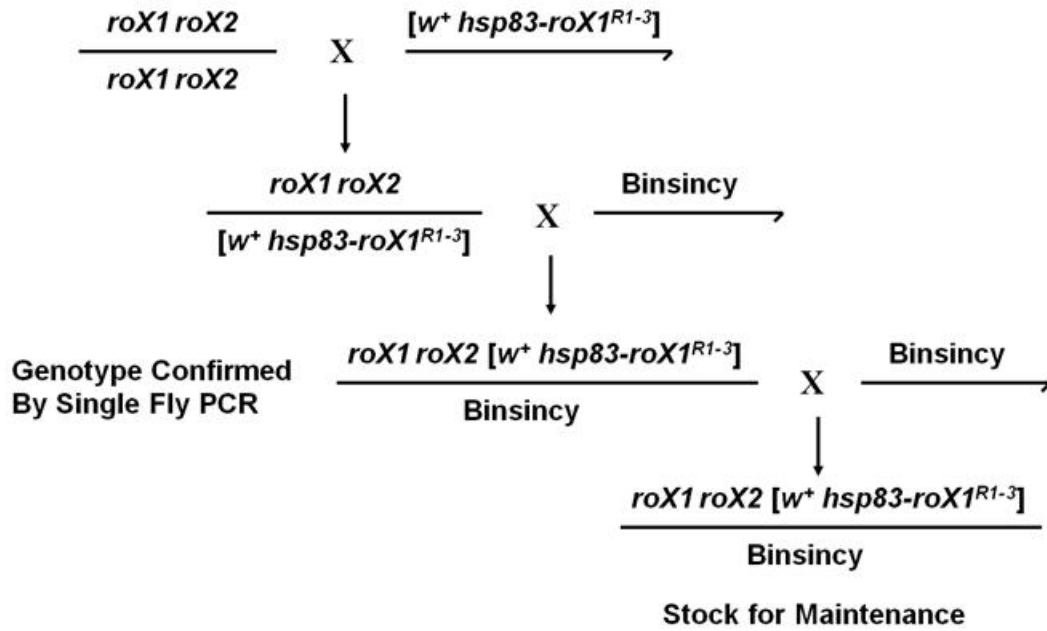 roX1 roX2 X [w+ hsp83-roX1R1-3]
roX1 roX2
roX1 roX2 X Binsincy
[w+ hsp83-roX1R1-3]
Genotype Confirmed
By Single Fly PCR
roX1 roX2 [w+ hsp83-roX1R1-3] X Binsincy
Binsincy
roX1 roX2 [w+ hsp83-roX1R1-3]
Binsincy
Stock for Maintenance